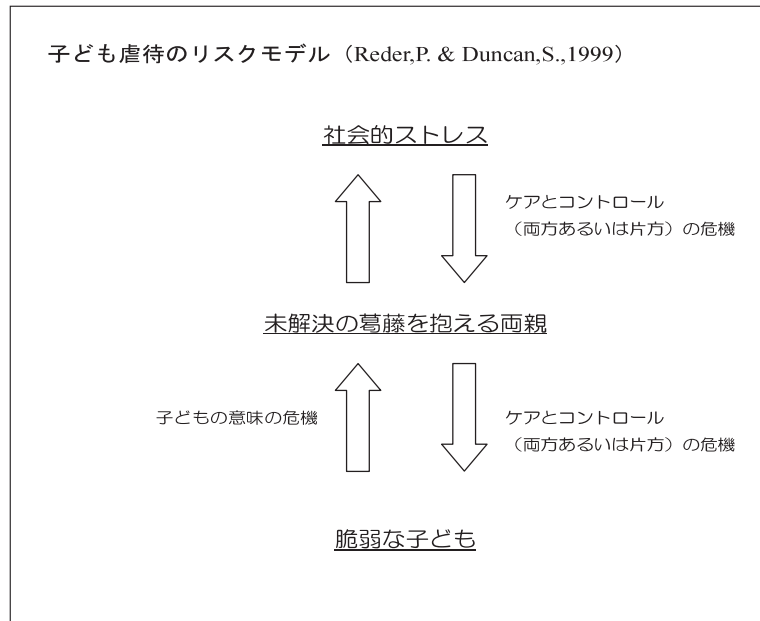 子ども虐待のリスクモデル（Reder,P. & Duncan,S.,1999）
社会的ストレス
ケアとコントロール
（両方あるいは片方）の危機
未解決の葛藤を抱える両親
子どもの意味の危機
ケアとコントロール
（両方あるいは片方）の危機
脆弱な子ども